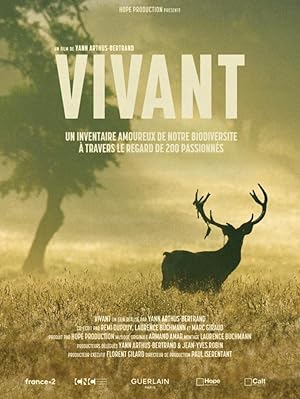 HOPE PRODUCTION PRÉSENTE
UN FILM DE YANN ARTHUS-BERTRAND
VIVANT
UN INVENTAIRE AMOUREUX DE NOTRE BIODIVERSITÉ
À TRAVERS LE REGARD DE 200 PASSIONNÉS
VIVANT UN FILM RÉALISÉ PAR YANN ARTHUS-BERTRAND
CO-ÉCRIT PAR REMI DUPOUY, LAURENCE BUCHMANN ET MARC GIRAUD
PRODUIT PAR HOPE PRODUCTION MUSIQUE ORIGINALE ARMAND AMAR MONTAGE LAURENCE BUCHMANN
PRODUCTEURS DÉLÉGUÉS YANN ARTHUS-BERTRAND & JEAN-YVES ROBIN
PRODUCTEUR EXÉCUTIF FLORENT GILARD DIRECTEUR DE PRODUCTION PAUL ISERENTANT
france•2 CNC GUERLAIN Hope Calt
PARIS